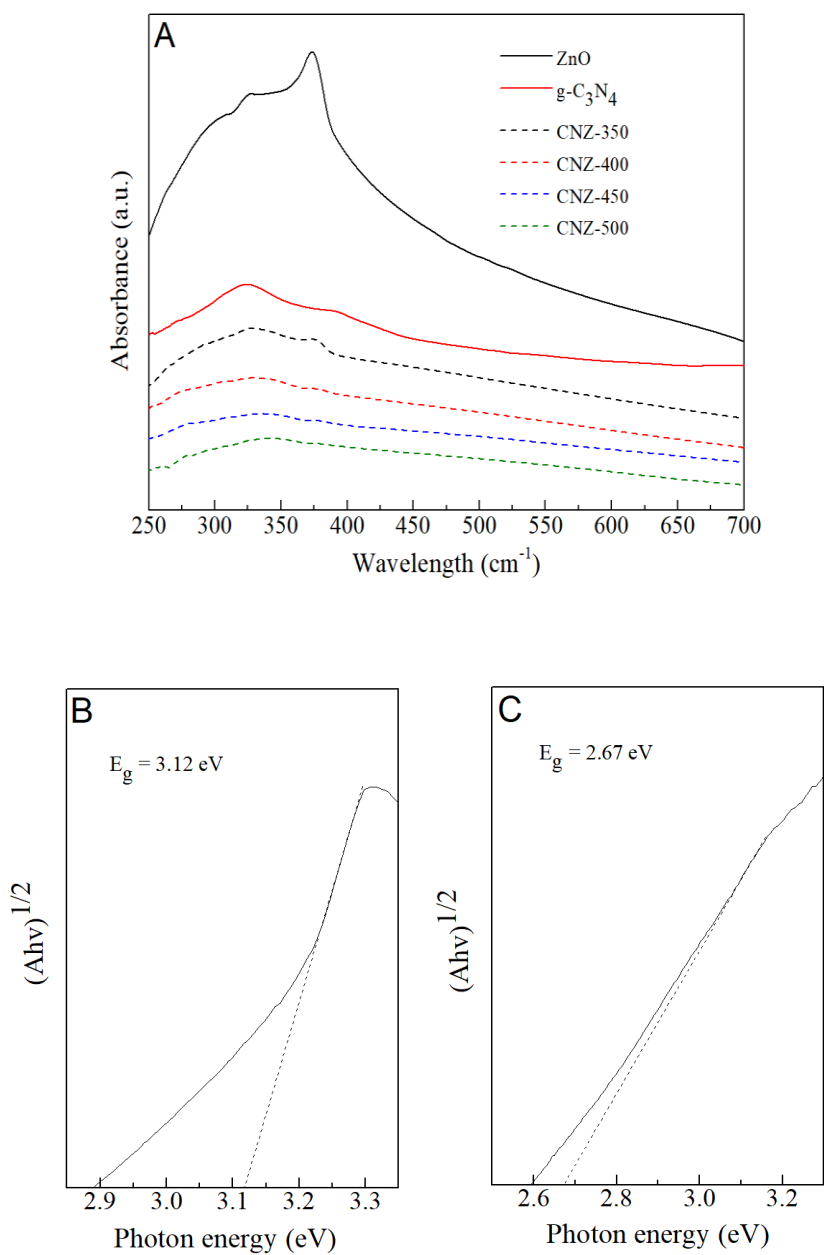 A
ZnO
g-C3N4
CNZ-350
CNZ-400
CNZ-450
CNZ-500
Absorbance (a.u.)
250 300 350 400 450 500 550 600 650 700
Wavelength (cm-1)
B
Eg = 3.12 eV
(Ahv)1/2
2.9 3.0 3.1 3.2 3.3
Photon energy (eV)
C
Eg = 2.67 eV
(Ahv)1/2
2.6 2.8 3.0 3.2
Photon energy (eV)